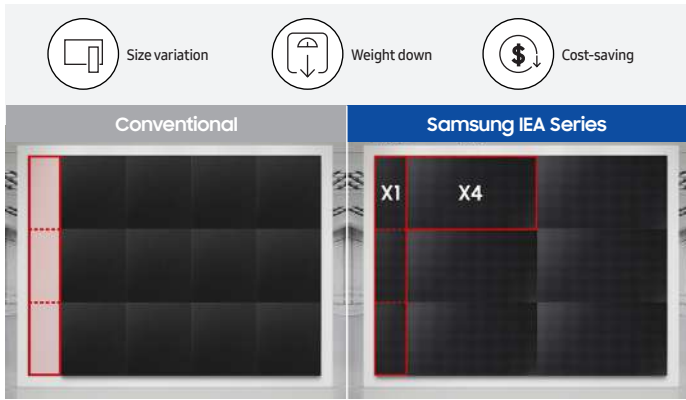 Size variation
Weight down
$
Cost-saving
Conventional
Samsung IEA Series
X1
X4